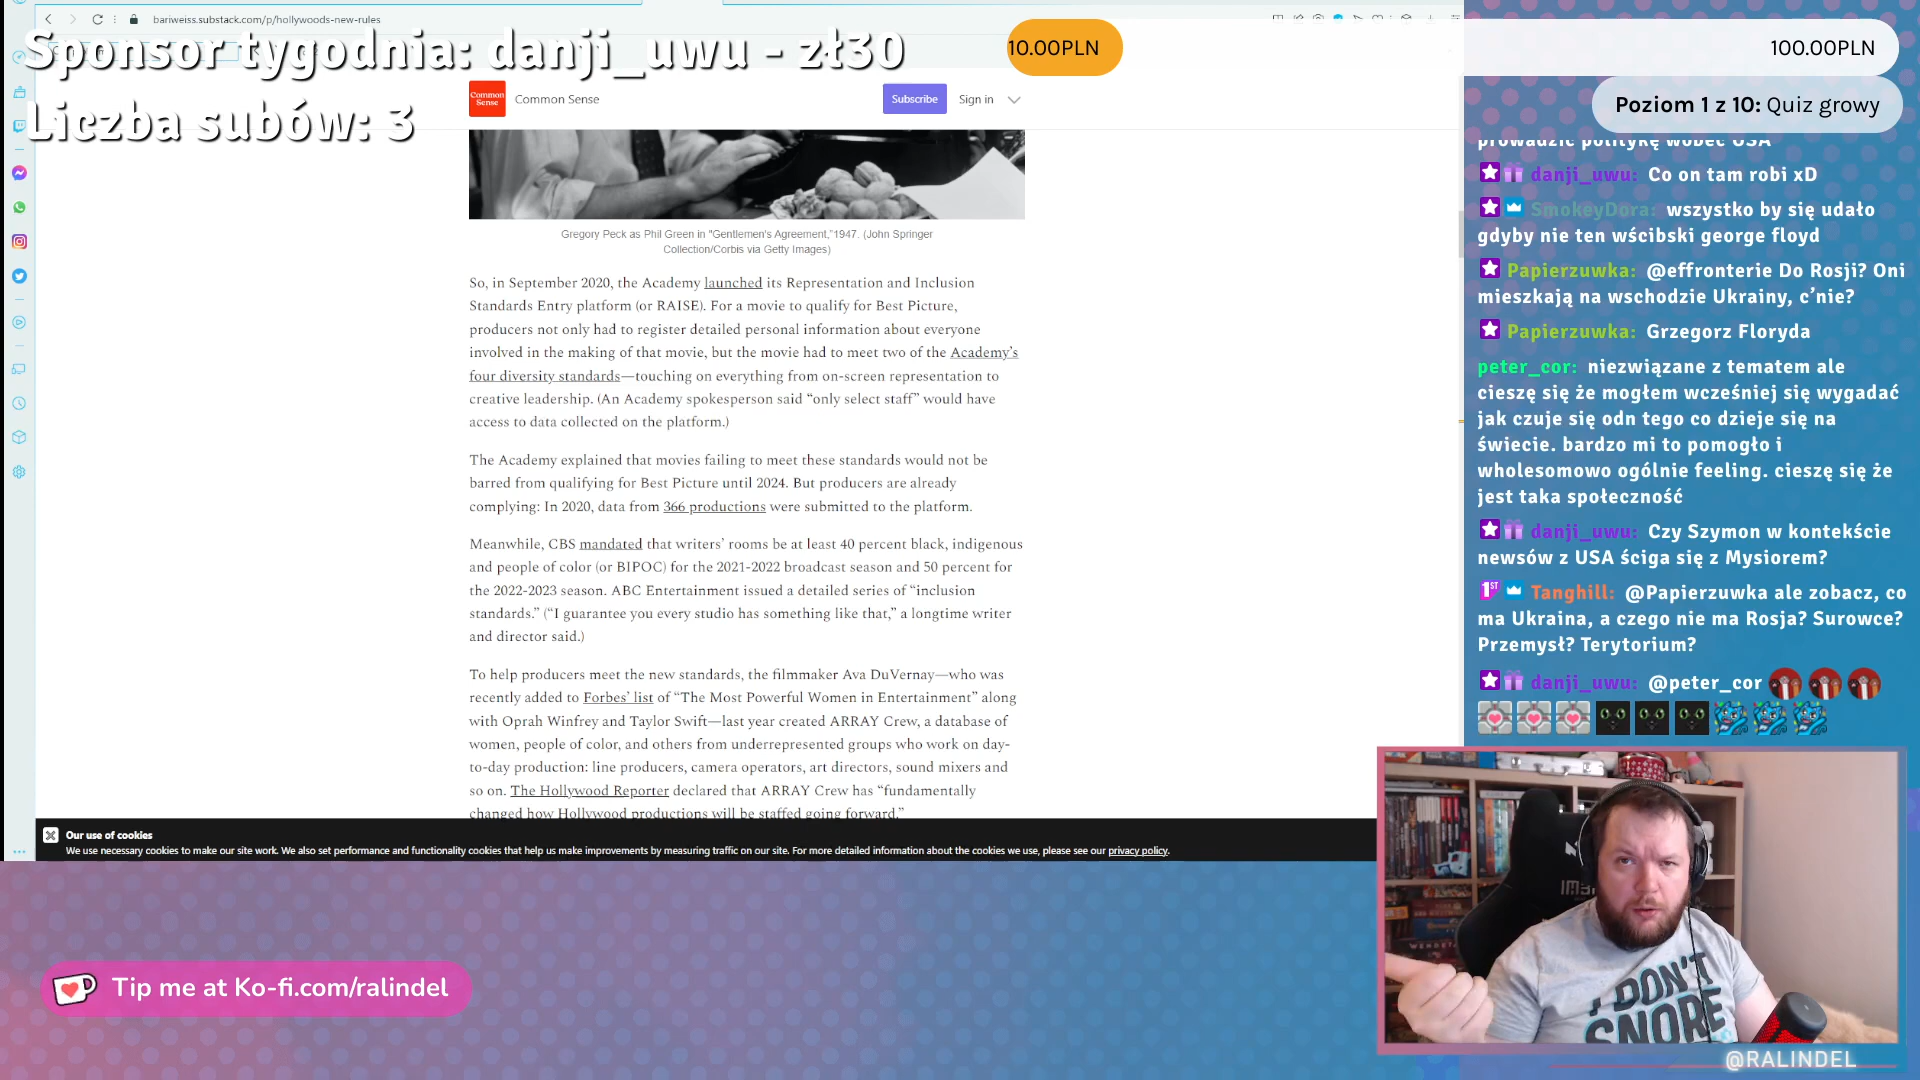 bariweiss.substack.com/p/hollywoods-new-rules
Sponsor tygodnia: danji_uwu - zł30
Liczba subów: 3
10.00PLN
100.00PLN
Poziom 1 z 10: Quiz growy
Common Sense
Common Sense
Subscribe
Sign in
Gregory Peck as Phil Green in "Gentlemen's Agreement,"1947. (John Springer
Collection/Corbis via Getty Images)
So, in September 2020, the Academy launched its Representation and Inclusion
Standards Entry platform (or RAISE). For a movie to qualify for Best Picture,
producers not only had to register detailed personal information about everyone
involved in the making of that movie, but the movie had to meet two of the Academy's
four diversity standards—touching on everything from on-screen representation to
creative leadership. (An Academy spokesperson said “only select staff” would have
access to data collected on the platform.)
The Academy explained that movies failing to meet these standards would not be
barred from qualifying for Best Picture until 2024. But producers are already
complying: In 2020, data from 366 productions were submitted to the platform.
Meanwhile, CBS mandated that writers’ rooms be at least 40 percent black, indigenous
and people of color (or BIPOC) for the 2021-2022 broadcast season and 50 percent for
the 2022-2023 season. ABC Entertainment issued a detailed series of “inclusion
standards.” (“I guarantee you every studio has something like that,” a longtime writer
and director said.)
To help producers meet the new standards, the filmmaker Ava DuVernay—who was
recently added to Forbes’ list of “The Most Powerful Women in Entertainment” along
with Oprah Winfrey and Taylor Swift—last year created ARRAY Crew, a database of
women, people of color, and others from underrepresented groups who work on day-
to-day production: line producers, camera operators, art directors, sound mixers and
so on. The Hollywood Reporter declared that ARRAY Crew has “fundamentally
changed how Hollywood productions will be staffed going forward.”
Our use of cookies
We use necessary cookies to make our site work. We also set performance and functionality cookies that help us make improvements by measuring traffic on our site. For more detailed information about the cookies we use, please see our privacy policy.
Tip me at Ko-fi.com/ralindel
prowadzić politykę wobec USA
danji_uwu: Co on tam robi xD
SmokeyDora: wszystko by się udało
gdyby nie ten wścibski george floyd
Papierzuwka: @effronterie Do Rosji? Oni
mieszkają na wschodzie Ukrainy, c’nie?
Papierzuwka: Grzegorz Floryda
peter_cor: niezwiązane z tematem ale
cieszę się że mogłem wcześniej się wygadać
jak czuje się odn tego co dzieje się na
świecie. bardzo mi to pomogło i
wholesomowo ogólnie feeling. cieszę się że
jest taka społeczność
danji_uwu: Czy Szymon w kontekście
newsów z USA ściga się z Mysiorem?
1ST Tanghill: @Papierzuwka ale zobacz, co
ma Ukraina, a czego nie ma Rosja? Surowce?
Przemysł? Terytorium?
danji_uwu: @peter_cor
I DON'T
SNORE
@RALINDEL